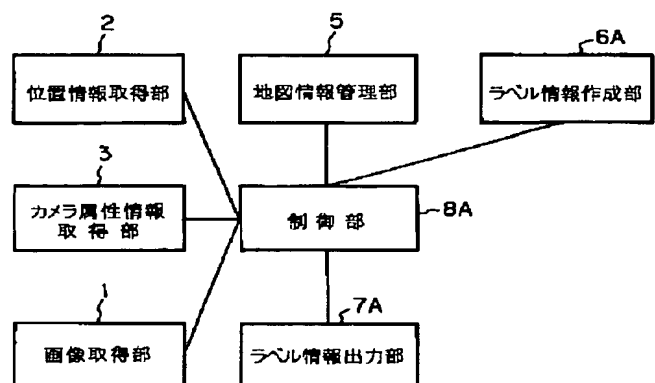 2
位置情報取得部
5
地図情報管理部
6A
ラベル情報作成部
3
カメラ属性情報
取得部
制御部
8A
1
画像取得部
7A
ラベル情報出力部